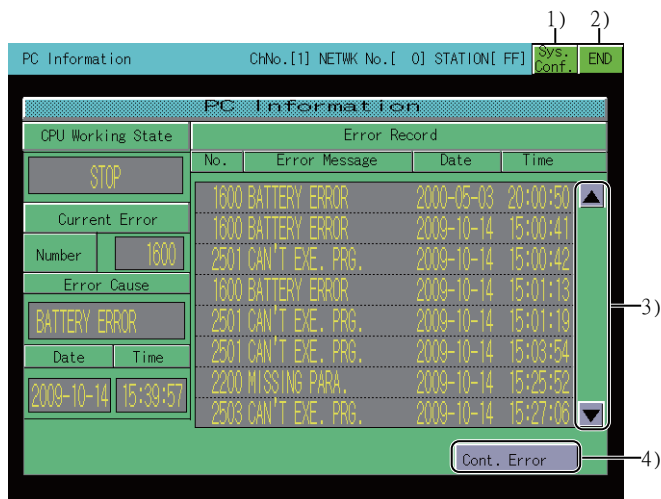 1) 2)
PC Information ChNo.[1] NETWK No.[ 0] STATION[ FF] Sys. Conf. END
PC Information
CPU Working State
Error Record
No. Error Message Date Time
STOP
1600 BATTERY ERROR 2000-05-03 20:00:50
1600 BATTERY ERROR 2009-10-14 15:00:41
2501 CAN'T EXE. PRG. 2009-10-14 15:00:42
1600 BATTERY ERROR 2009-10-14 15:01:13
2501 CAN'T EXE. PRG. 2009-10-14 15:01:19
2501 CAN'T EXE. PRG. 2009-10-14 15:03:54
2200 MISSING PARA. 2009-10-14 15:25:52
2503 CAN'T EXE. PRG. 2009-10-14 15:27:06
Current Error
Number 1600
Error Cause
BATTERY ERROR
Date Time
2009-10-14 15:39:57
3)
Cont. Error
4)